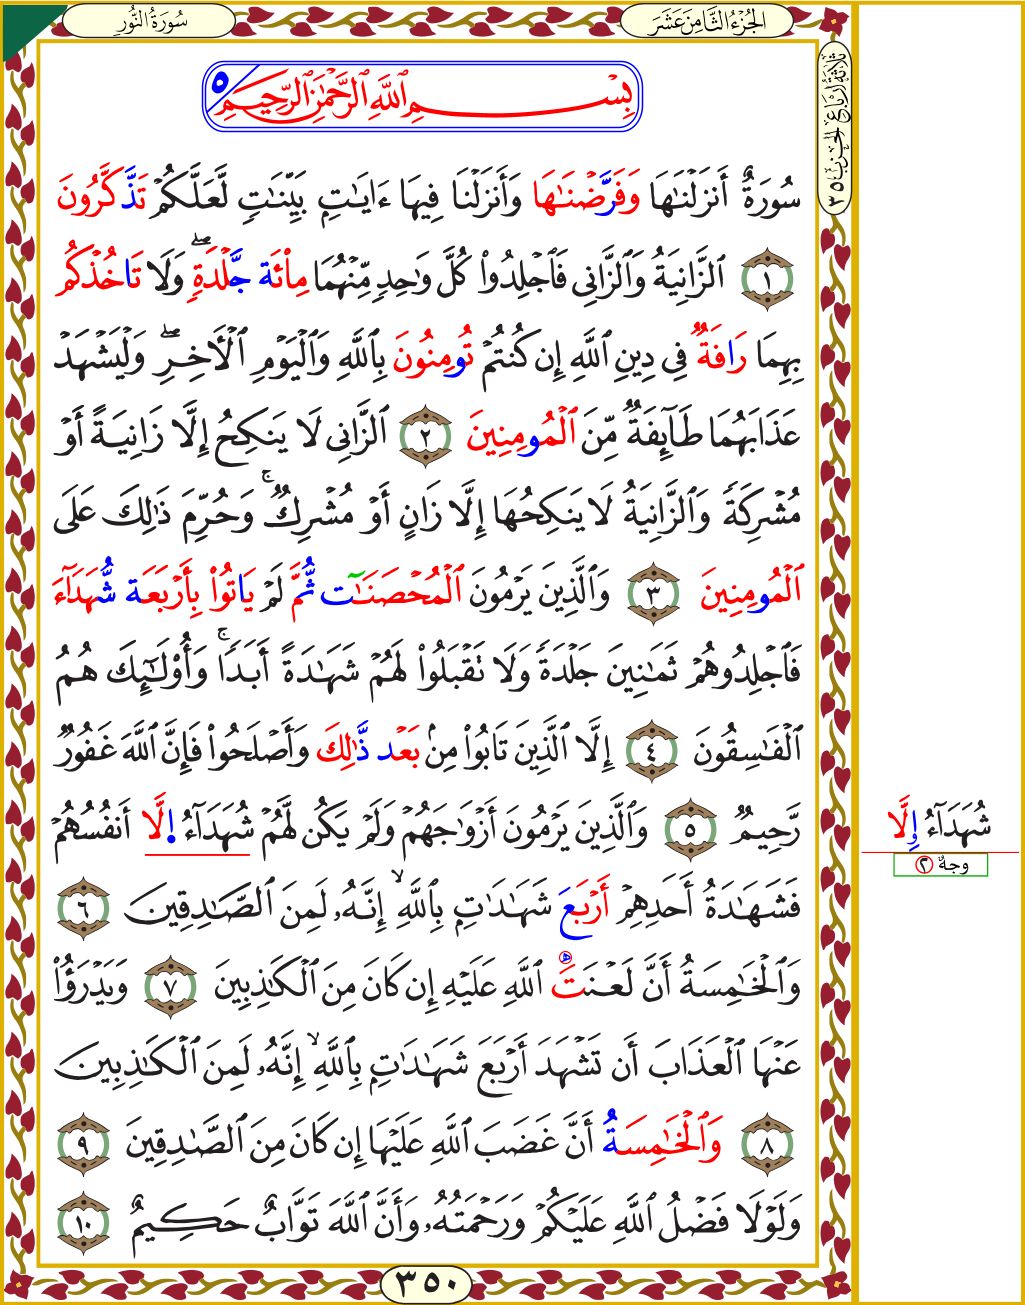 سُورَةُ النُّورِ
الجُزْءُ الثَّامِنَ عَشَرَ
ثلاثة أرباع الحزب ٣٥
بِسْمِ ٱللَّهِ ٱلرَّحْمَٰنِ ٱلرَّحِيمِ ٥
سُورَةٌ أَنزَلْنَٰهَا وَفَرَّضْنَٰهَا وَأَنزَلْنَا فِيهَا ءَايَٰتٍۭ بَيِّنَٰتٍ لَّعَلَّكُمْ تَذَّكَّرُونَ
١ ٱلزَّانِيَةُ وَٱلزَّانِى فَٱجْلِدُوا۟ كُلَّ وَٰحِدٍ مِّنْهُمَا مِا۟ئَة جَّلْدَةٍ ۖ وَلَا تَاخُذْكُم
بِهِمَا رَافَةٌ فِى دِينِ ٱللَّهِ إِن كُنتُمْ تُومِنُونَ بِٱللَّهِ وَٱلْيَوْمِ ٱلْأَخِرِ ۖ وَلْيَشْهَدْ
عَذَابَهُمَا طَآئِفَةٌ مِّنَ ٱلْمُومِنِينَ ٢ ٱلزَّانِى لَا يَنكِحُ إِلَّا زَانِيَةً أَوْ
مُشْرِكَةً وَٱلزَّانِيَةُ لَا يَنكِحُهَا إِلَّا زَانٍ أَوْ مُشْرِكٌ ۚ وَحُرِّمَ ذَٰلِكَ عَلَى
ٱلْمُومِنِينَ ٣ وَٱلَّذِينَ يَرْمُونَ ٱلْمُحْصَنَٰٓت ثُّمَّ لَمْ يَاتُوا۟ بِأَرْبَعَة شُّهَدَآءَ
فَٱجْلِدُوهُمْ ثَمَٰنِينَ جَلْدَةً وَلَا تَقْبَلُوا۟ لَهُمْ شَهَٰدَةً أَبَدًا ۚ وَأُو۟لَٰٓئِكَ هُمُ
ٱلْفَٰسِقُونَ ٤ إِلَّا ٱلَّذِينَ تَابُوا۟ مِنۢ بَعْد ذَّٰلِكَ وَأَصْلَحُوا۟ فَإِنَّ ٱللَّهَ غَفُورٌ
رَّحِيمٌ ٥ وَٱلَّذِينَ يَرْمُونَ أَزْوَٰجَهُمْ وَلَمْ يَكُن لَّهُمْ شُهَدَآءُ اِلَّا أَنفُسُهُمْ
فَشَهَٰدَةُ أَحَدِهِمْ أَرْبَعَ شَهَٰدَٰتٍۭ بِٱللَّهِ ۙ إِنَّهُۥ لَمِنَ ٱلصَّٰدِقِينَ ٦
وَٱلْخَٰمِسَةُ أَنَّ لَعْنَتَ ٱللَّهِ عَلَيْهِ إِن كَانَ مِنَ ٱلْكَٰذِبِينَ ٧ وَيَدْرَؤُا۟
عَنْهَا ٱلْعَذَابَ أَن تَشْهَدَ أَرْبَعَ شَهَٰدَٰتٍۭ بِٱللَّهِ ۙ إِنَّهُۥ لَمِنَ ٱلْكَٰذِبِينَ
٨ وَٱلْخَٰمِسَةُ أَنَّ غَضَبَ ٱللَّهِ عَلَيْهَا إِن كَانَ مِنَ ٱلصَّٰدِقِينَ ٩
وَلَوْلَا فَضْلُ ٱللَّهِ عَلَيْكُمْ وَرَحْمَتُهُۥ وَأَنَّ ٱللَّهَ تَوَّابٌ حَكِيمٌ ١٠
شُهَدَآءُ وِلَّا
وجهٌ ٢
٣٥٠